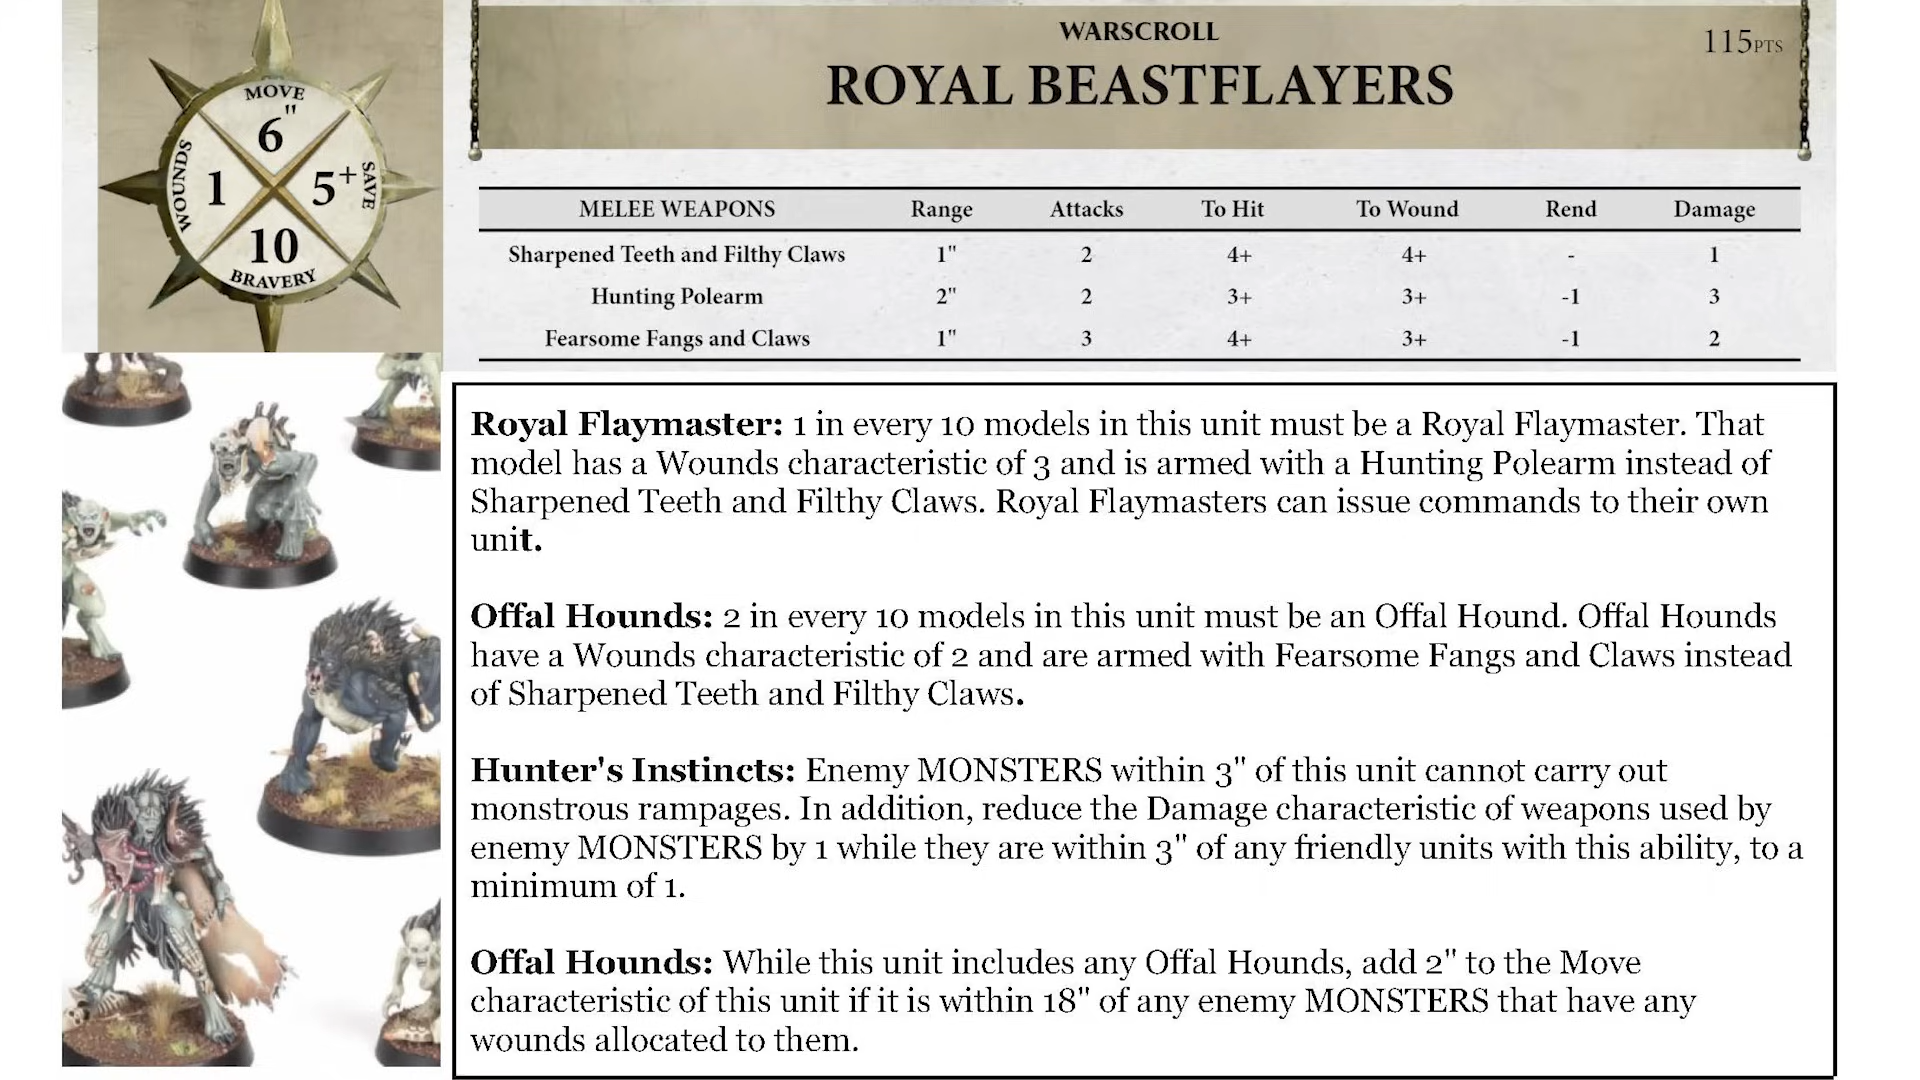 WARSCROLL
115PTS
ROYAL BEASTFLAYERS
MOVE
6"
WOUNDS
1
5+
SAVE
10
BRAVERY
MELEE WEAPONS Range Attacks To Hit To Wound Rend Damage
Sharpened Teeth and Filthy Claws 1" 2 4+ 4+ - 1
Hunting Polearm 2" 2 3+ 3+ -1 3
Fearsome Fangs and Claws 1" 3 4+ 3+ -1 2
Royal Flaymaster: 1 in every 10 models in this unit must be a Royal Flaymaster. That
model has a Wounds characteristic of 3 and is armed with a Hunting Polearm instead of
Sharpened Teeth and Filthy Claws. Royal Flaymasters can issue commands to their own
unit.
Offal Hounds: 2 in every 10 models in this unit must be an Offal Hound. Offal Hounds
have a Wounds characteristic of 2 and are armed with Fearsome Fangs and Claws instead
of Sharpened Teeth and Filthy Claws.
Hunter's Instincts: Enemy MONSTERS within 3" of this unit cannot carry out
monstrous rampages. In addition, reduce the Damage characteristic of weapons used by
enemy MONSTERS by 1 while they are within 3" of any friendly units with this ability, to a
minimum of 1.
Offal Hounds: While this unit includes any Offal Hounds, add 2" to the Move
characteristic of this unit if it is within 18" of any enemy MONSTERS that have any
wounds allocated to them.